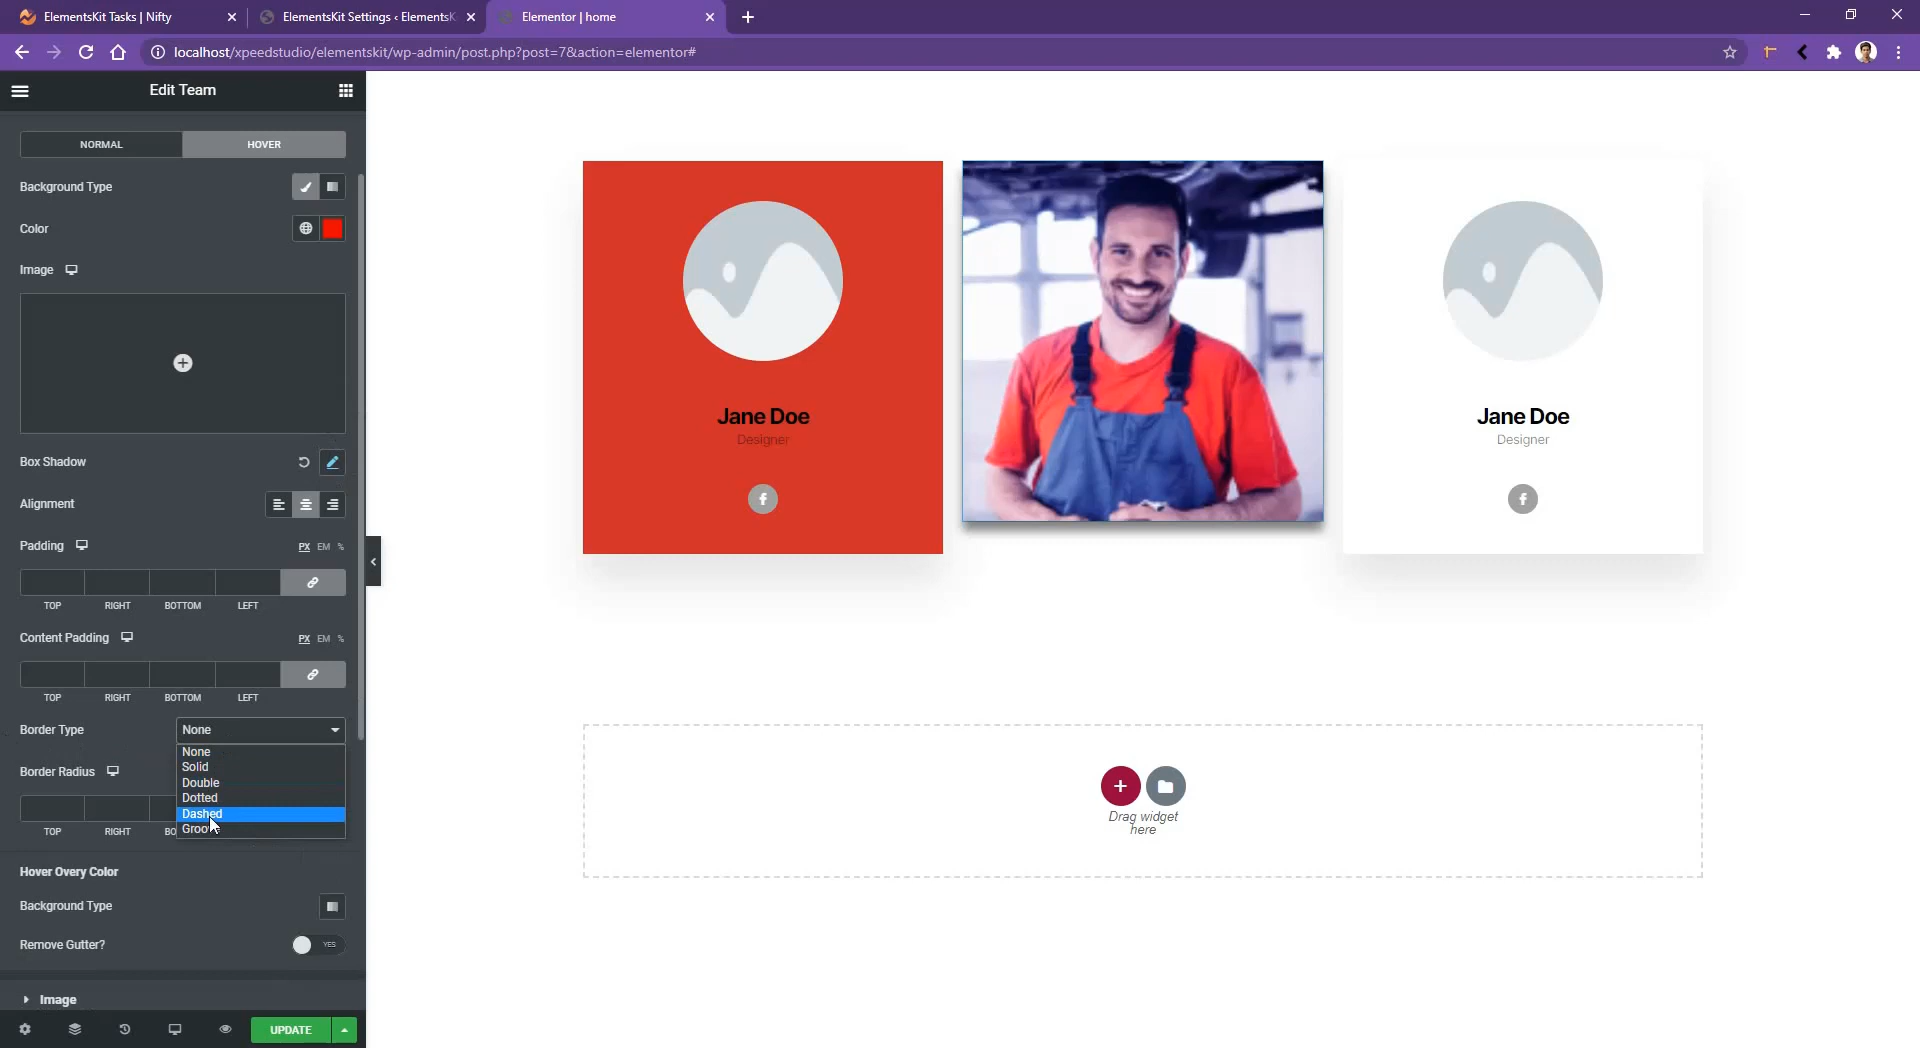 ElementsKit Tasks | Nifty
ElementsKit Settings ‹ ElementsK
Elementor | home
localhost/xpeedstudio/elementskit/wp-admin/post.php?post=7&action=elementor#
Edit Team
NORMAL
HOVER
Background Type
Color
Image
Box Shadow
Alignment
Padding
PX EM %
TOP RIGHT BOTTOM LEFT
Content Padding
PX EM %
TOP RIGHT BOTTOM LEFT
Border Type
None
None
Solid
Double
Dotted
Dashed
Border Radius
TOP RIGHT
Hover Overy Color
Background Type
Remove Gutter?
YES
Image
UPDATE
Jane Doe
Designer
Jane Doe
Designer
Drag widget
here